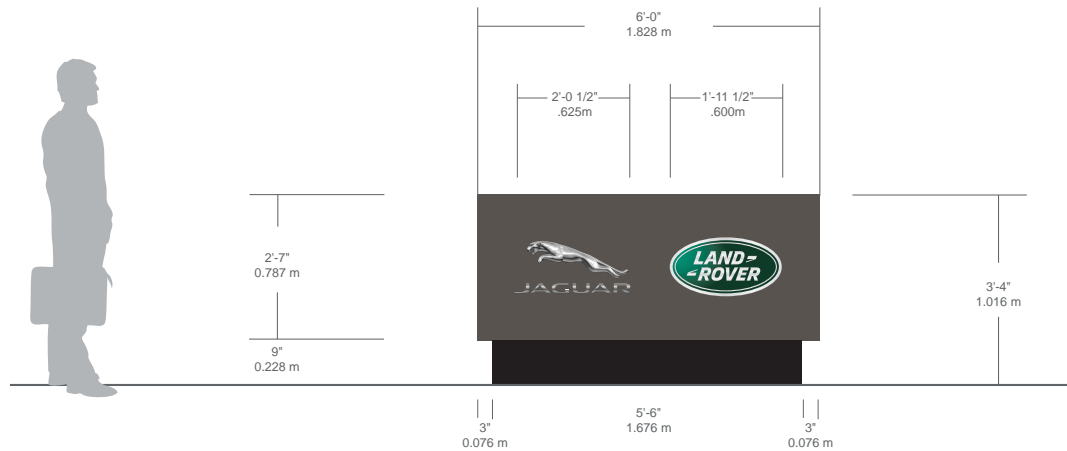 6'-0"
1.828 m
2'-0 1/2"
.625m
1'-11 1/2"
.600m
2'-7"
0.787 m
JAGUAR
LAND-
-ROVER
3'-4"
1.016 m
9"
0.228 m
5'-6"
1.676 m
3"
0.076 m
3"
0.076 m